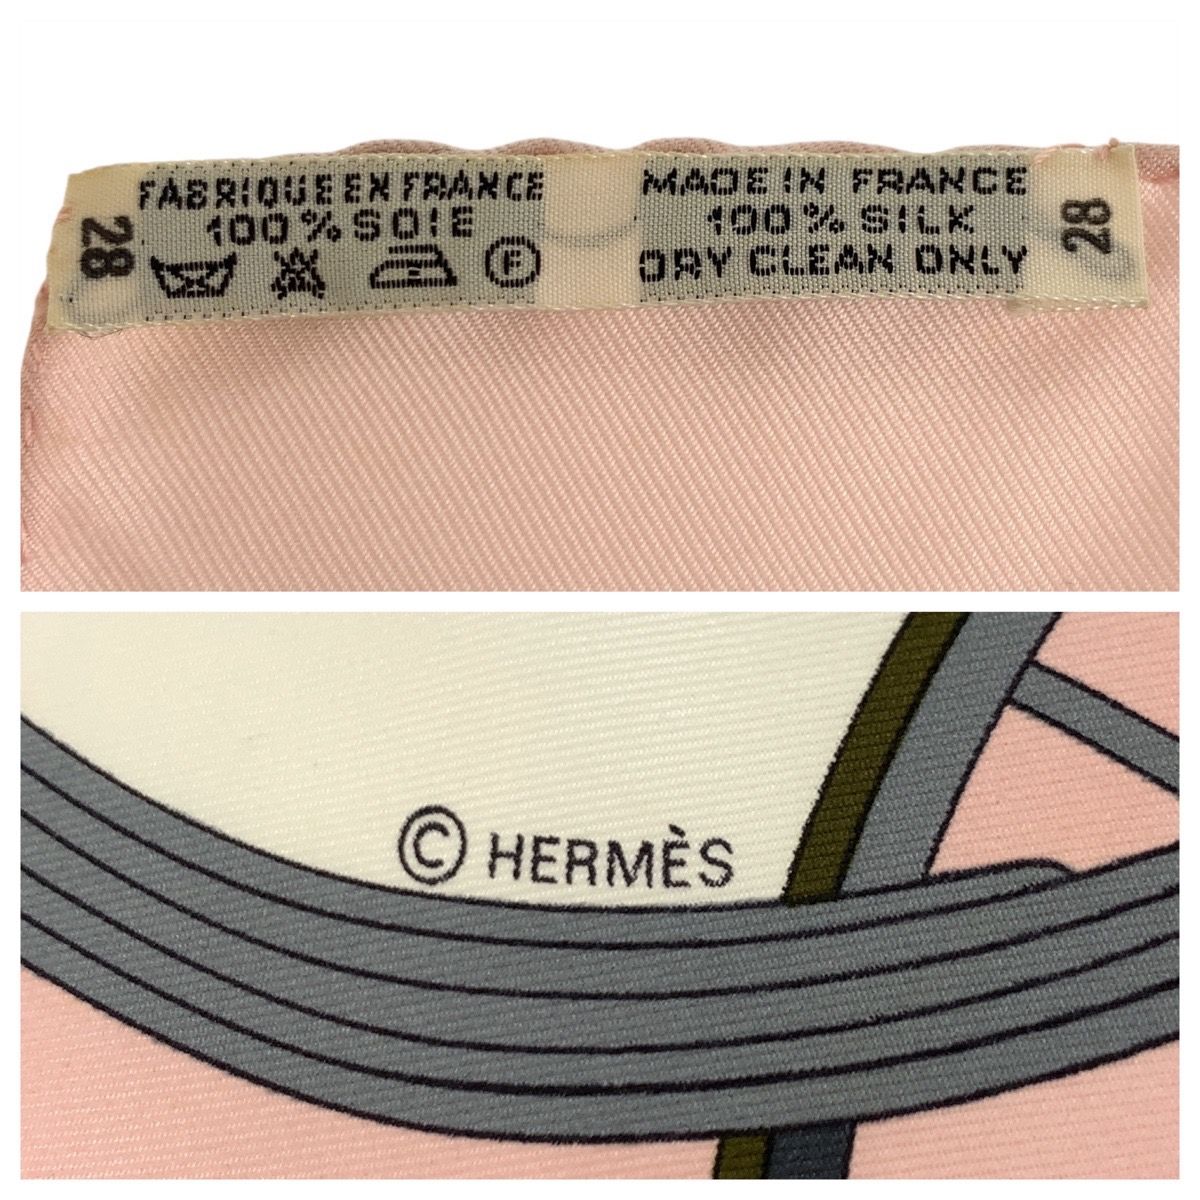 28
FABRIQUE EN FRANCE
100% SOIE
F
MADE IN FRANCE
100% SILK
DRY CLEAN ONLY
28
© HERMÈS